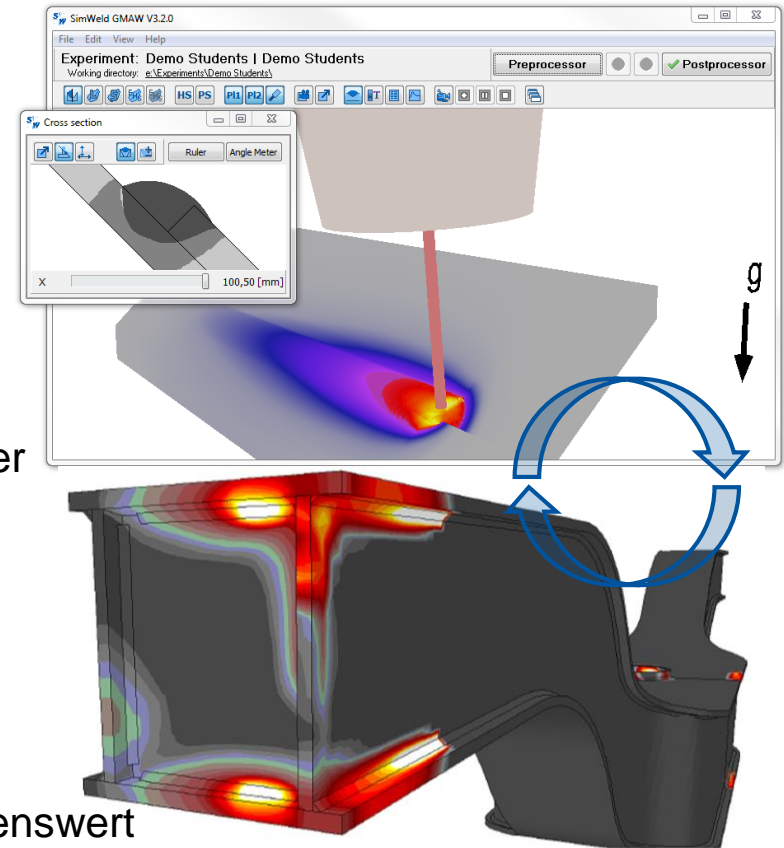 SimWeld GMAW V3.2.0
File Edit View Help
Experiment: Demo Students | Demo Students
Working directory: e:\Experiments\Demo Students\
Preprocessor
Postprocessor
HS PS Pl1 Pl2
T
Cross section
Ruler
Angle Meter
X 100,50 [mm]
g
er
enswert